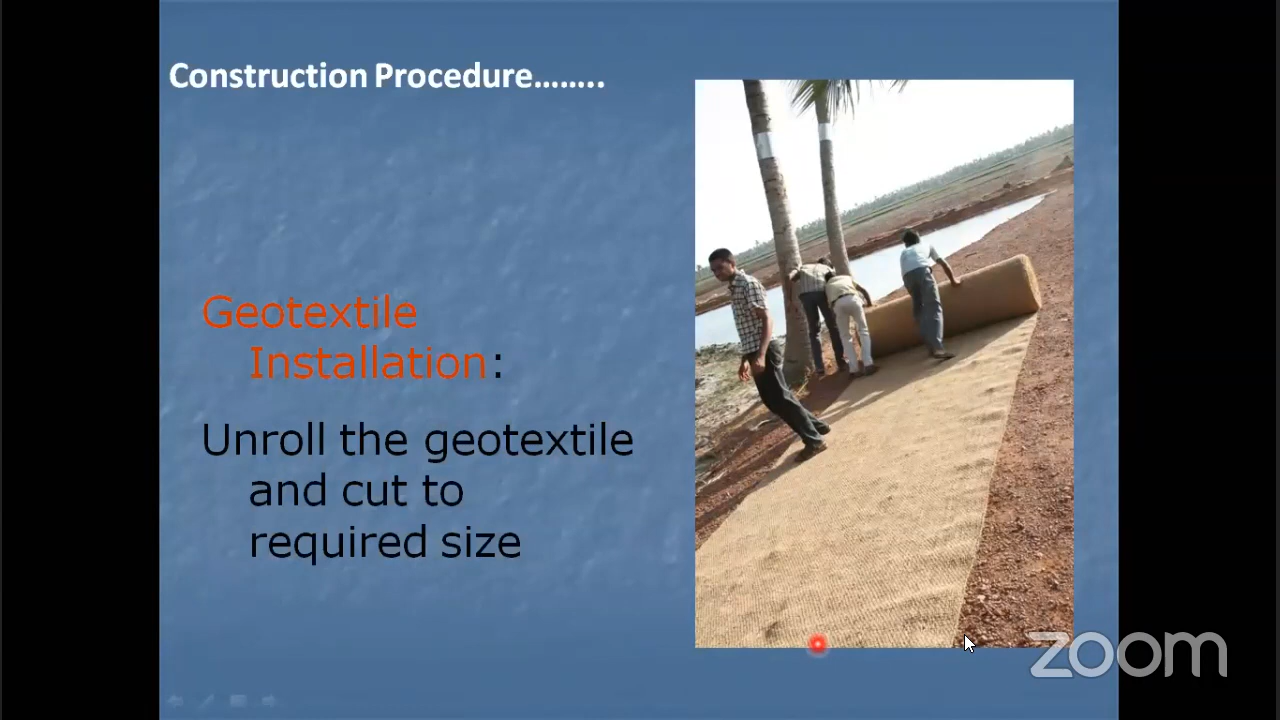 Construction Procedure........
Geotextile
Installation:
Unroll the geotextile
and cut to
required size
zoom